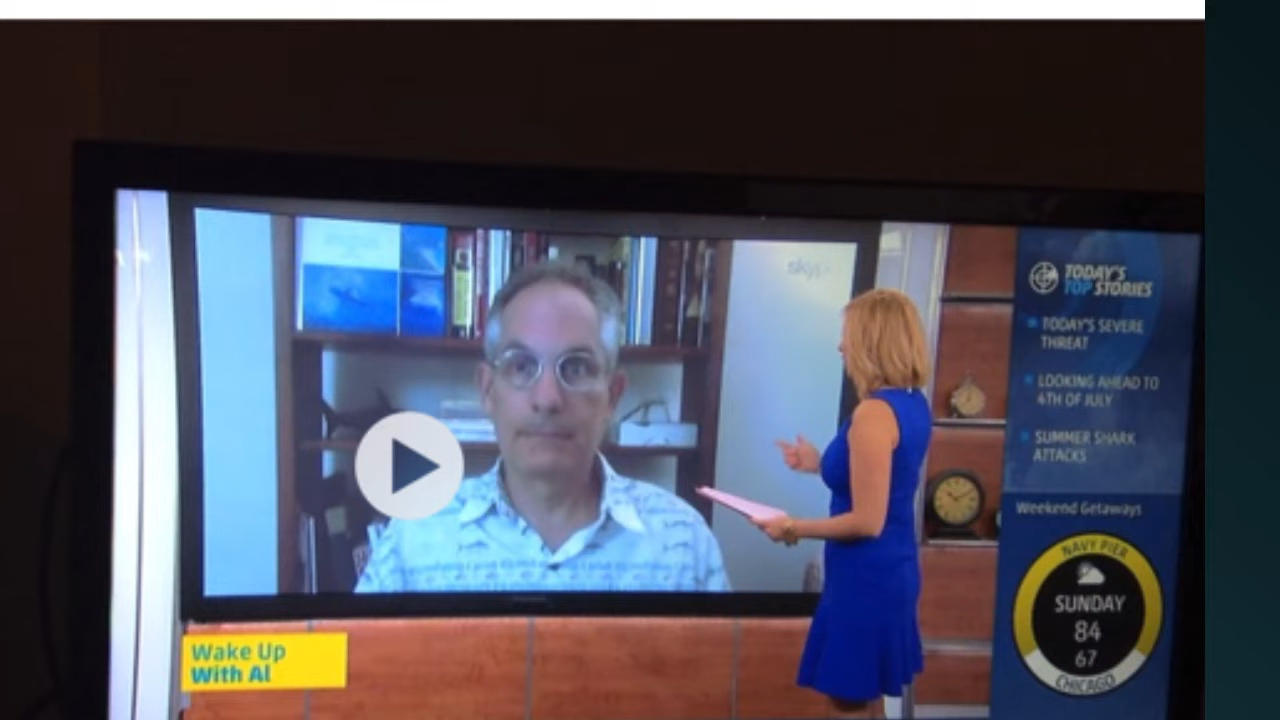 TODAY'S
TOP STORIES
TODAY'S SEVERE
THREAT
LOOKING AHEAD TO
4TH OF JULY
SUMMER SHARK
ATTACKS
Weekend Getaways
NAVY PIER
SUNDAY
84
67
CHICAGO
Wake Up
With Al